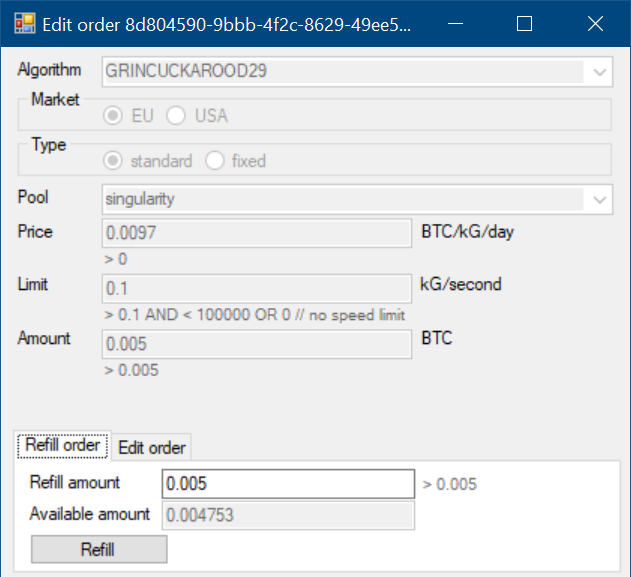 Edit order 8d804590-9bbb-4f2c-8629-49ee5...
Algorithm GRINCUCKAROOD29
Market
EU USA
Type
standard fixed
Pool singularity
Price 0.0097 BTC/kG/day
> 0
Limit 0.1 kG/second
> 0.1 AND < 100000 OR 0 // no speed limit
Amount 0.005 BTC
> 0.005
Refill order Edit order
Refill amount 0.005 > 0.005
Available amount 0.004753
Refill